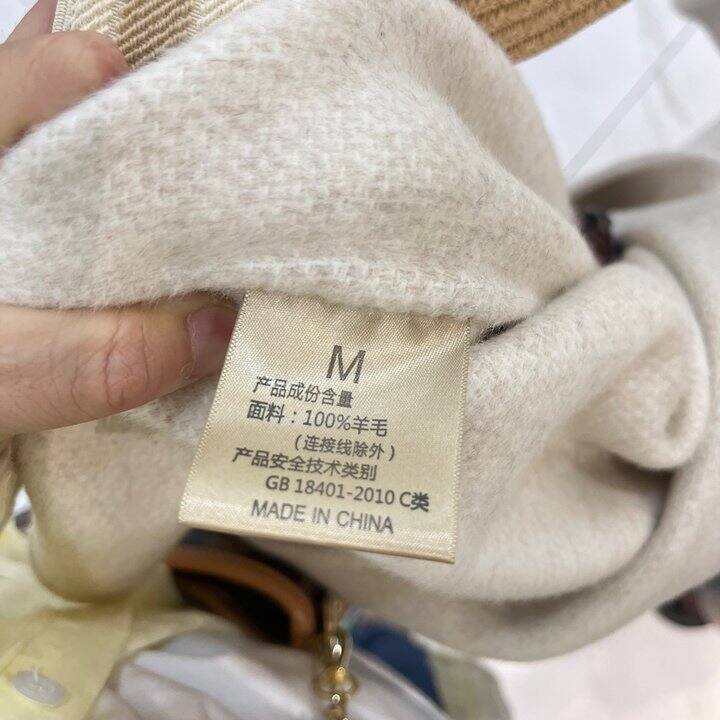 M
产品成份含量
面料：100%羊毛
（连接线除外）
产品安全技术类别
GB 18401-2010 C类
MADE IN CHINA